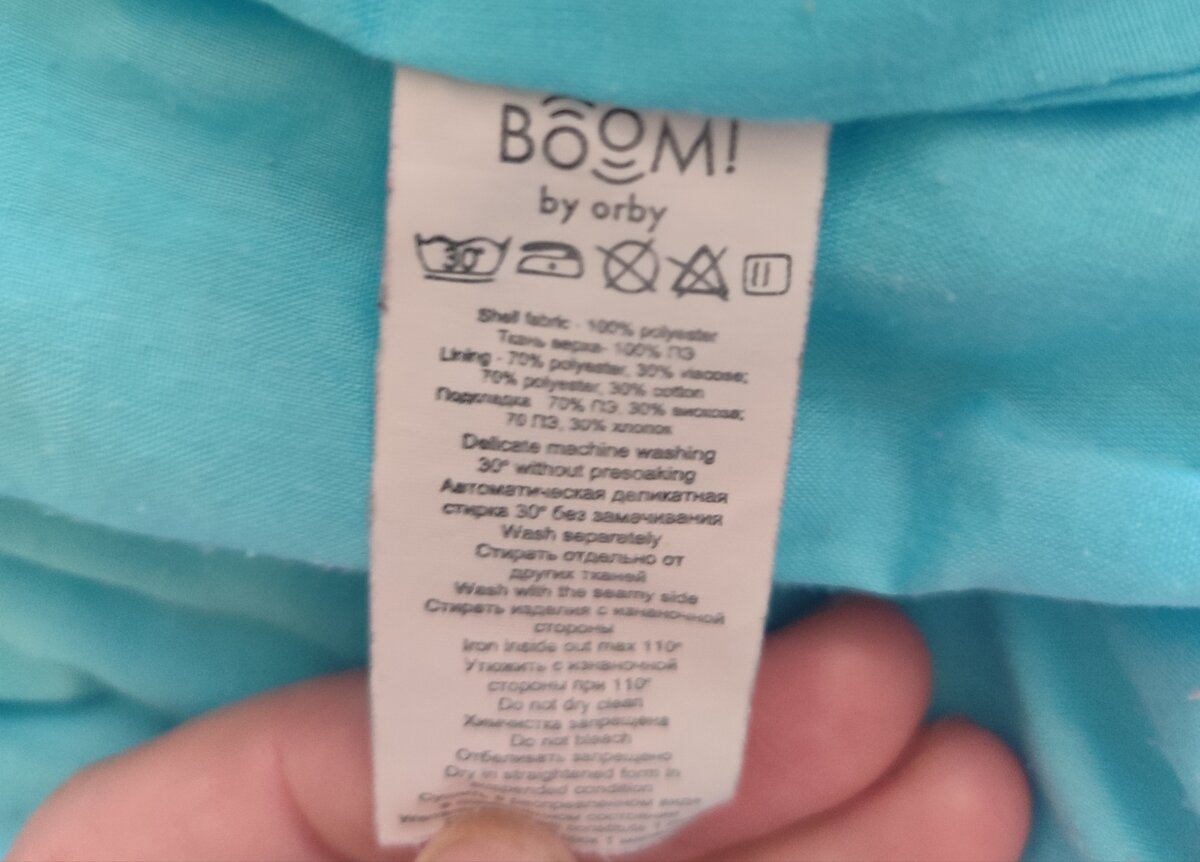 BOOM!
by orby
30°
Shell fabric - 100% polyester
Ткань верха- 100% ПЭ
Lining - 70% polyester, 30% viscose;
70% polyester, 30% cotton
Подкладка - 70% ПЭ, 30% вискоза;
70 ПЭ, 30% хлопок
Delicate machine washing
30° without presoaking
Автоматическая деликатная
стирка 30° без замачивания
Wash separately
Стирать отдельно от
других тканей
Wash with the seamy side
Стирать изделия с изнаночной
стороны
Iron inside out max 110°
Утюжить с изнаночной
стороны при 110°
Do not dry clean
Химчистка запрещена
Do not bleach
Отбеливать запрещено
Dry in straightened form in
condition
расправленном виде
состоянии